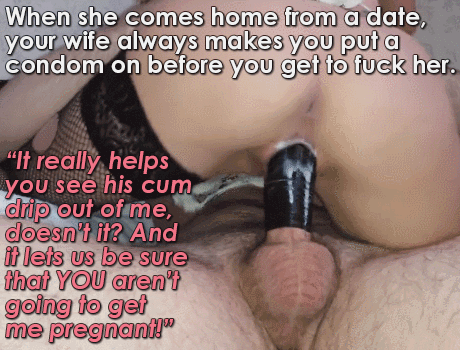 When she comes home from a date,
your wife always makes you put a
condom on before you get to fuck her.
“It really helps
you see his cum
drip out of me,
doesn't it? And
it lets us be sure
that YOU aren't
going to get
me pregnant!”